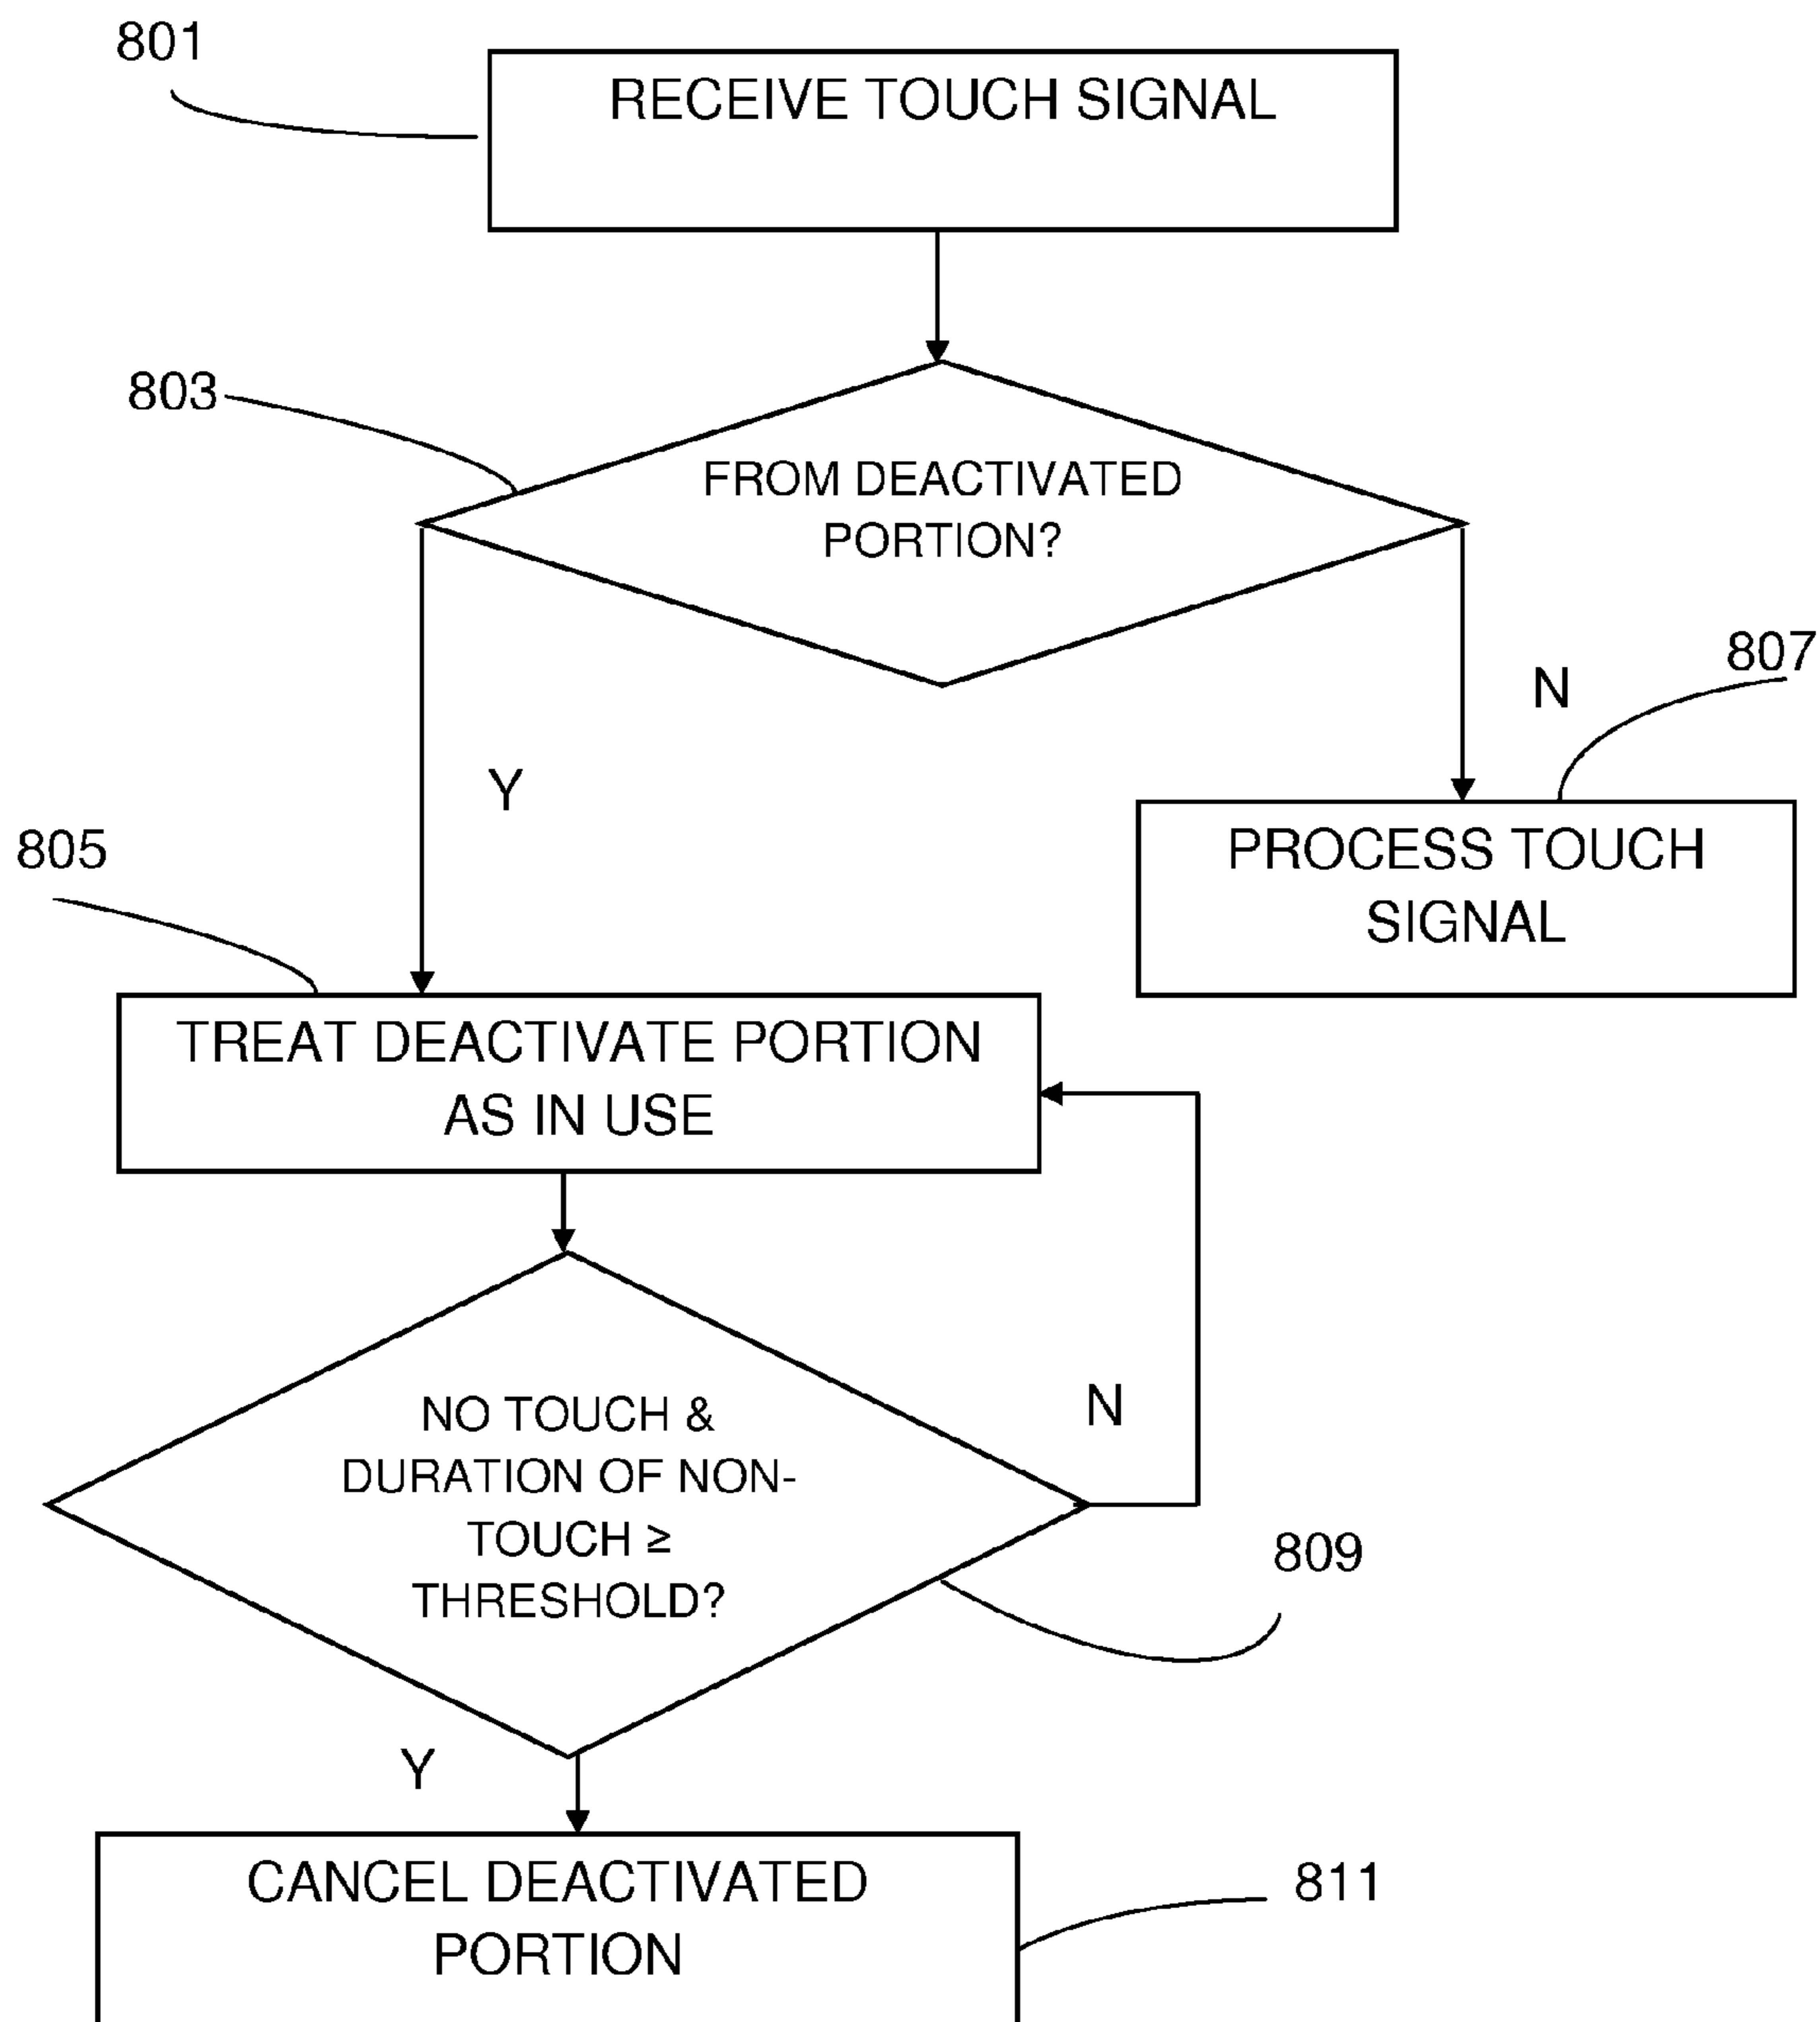 801
RECEIVE TOUCH SIGNAL
803
FROM DEACTIVATED
PORTION?
Y
N
807
PROCESS TOUCH
SIGNAL
805
TREAT DEACTIVATE PORTION
AS IN USE
NO TOUCH &
DURATION OF NON-
TOUCH ≥
THRESHOLD?
N
809
Y
CANCEL DEACTIVATED
PORTION
811